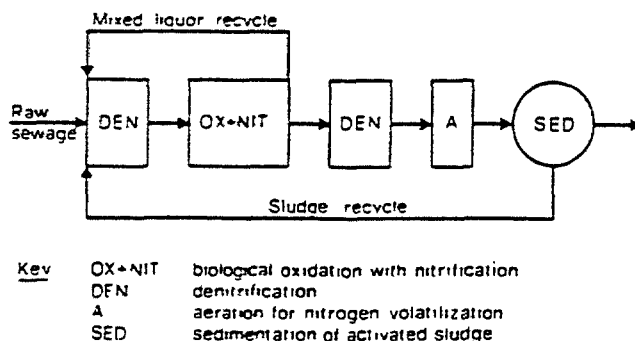 Mixed liquor recycle
Raw
sewage
DEN
OX+NIT
DEN
A
SED
Sludge recycle
Key
OX+NIT biological oxidation with nitrification
DEN denitrification
A aeration for nitrogen volatilization
SED sedimentation of activated sludge